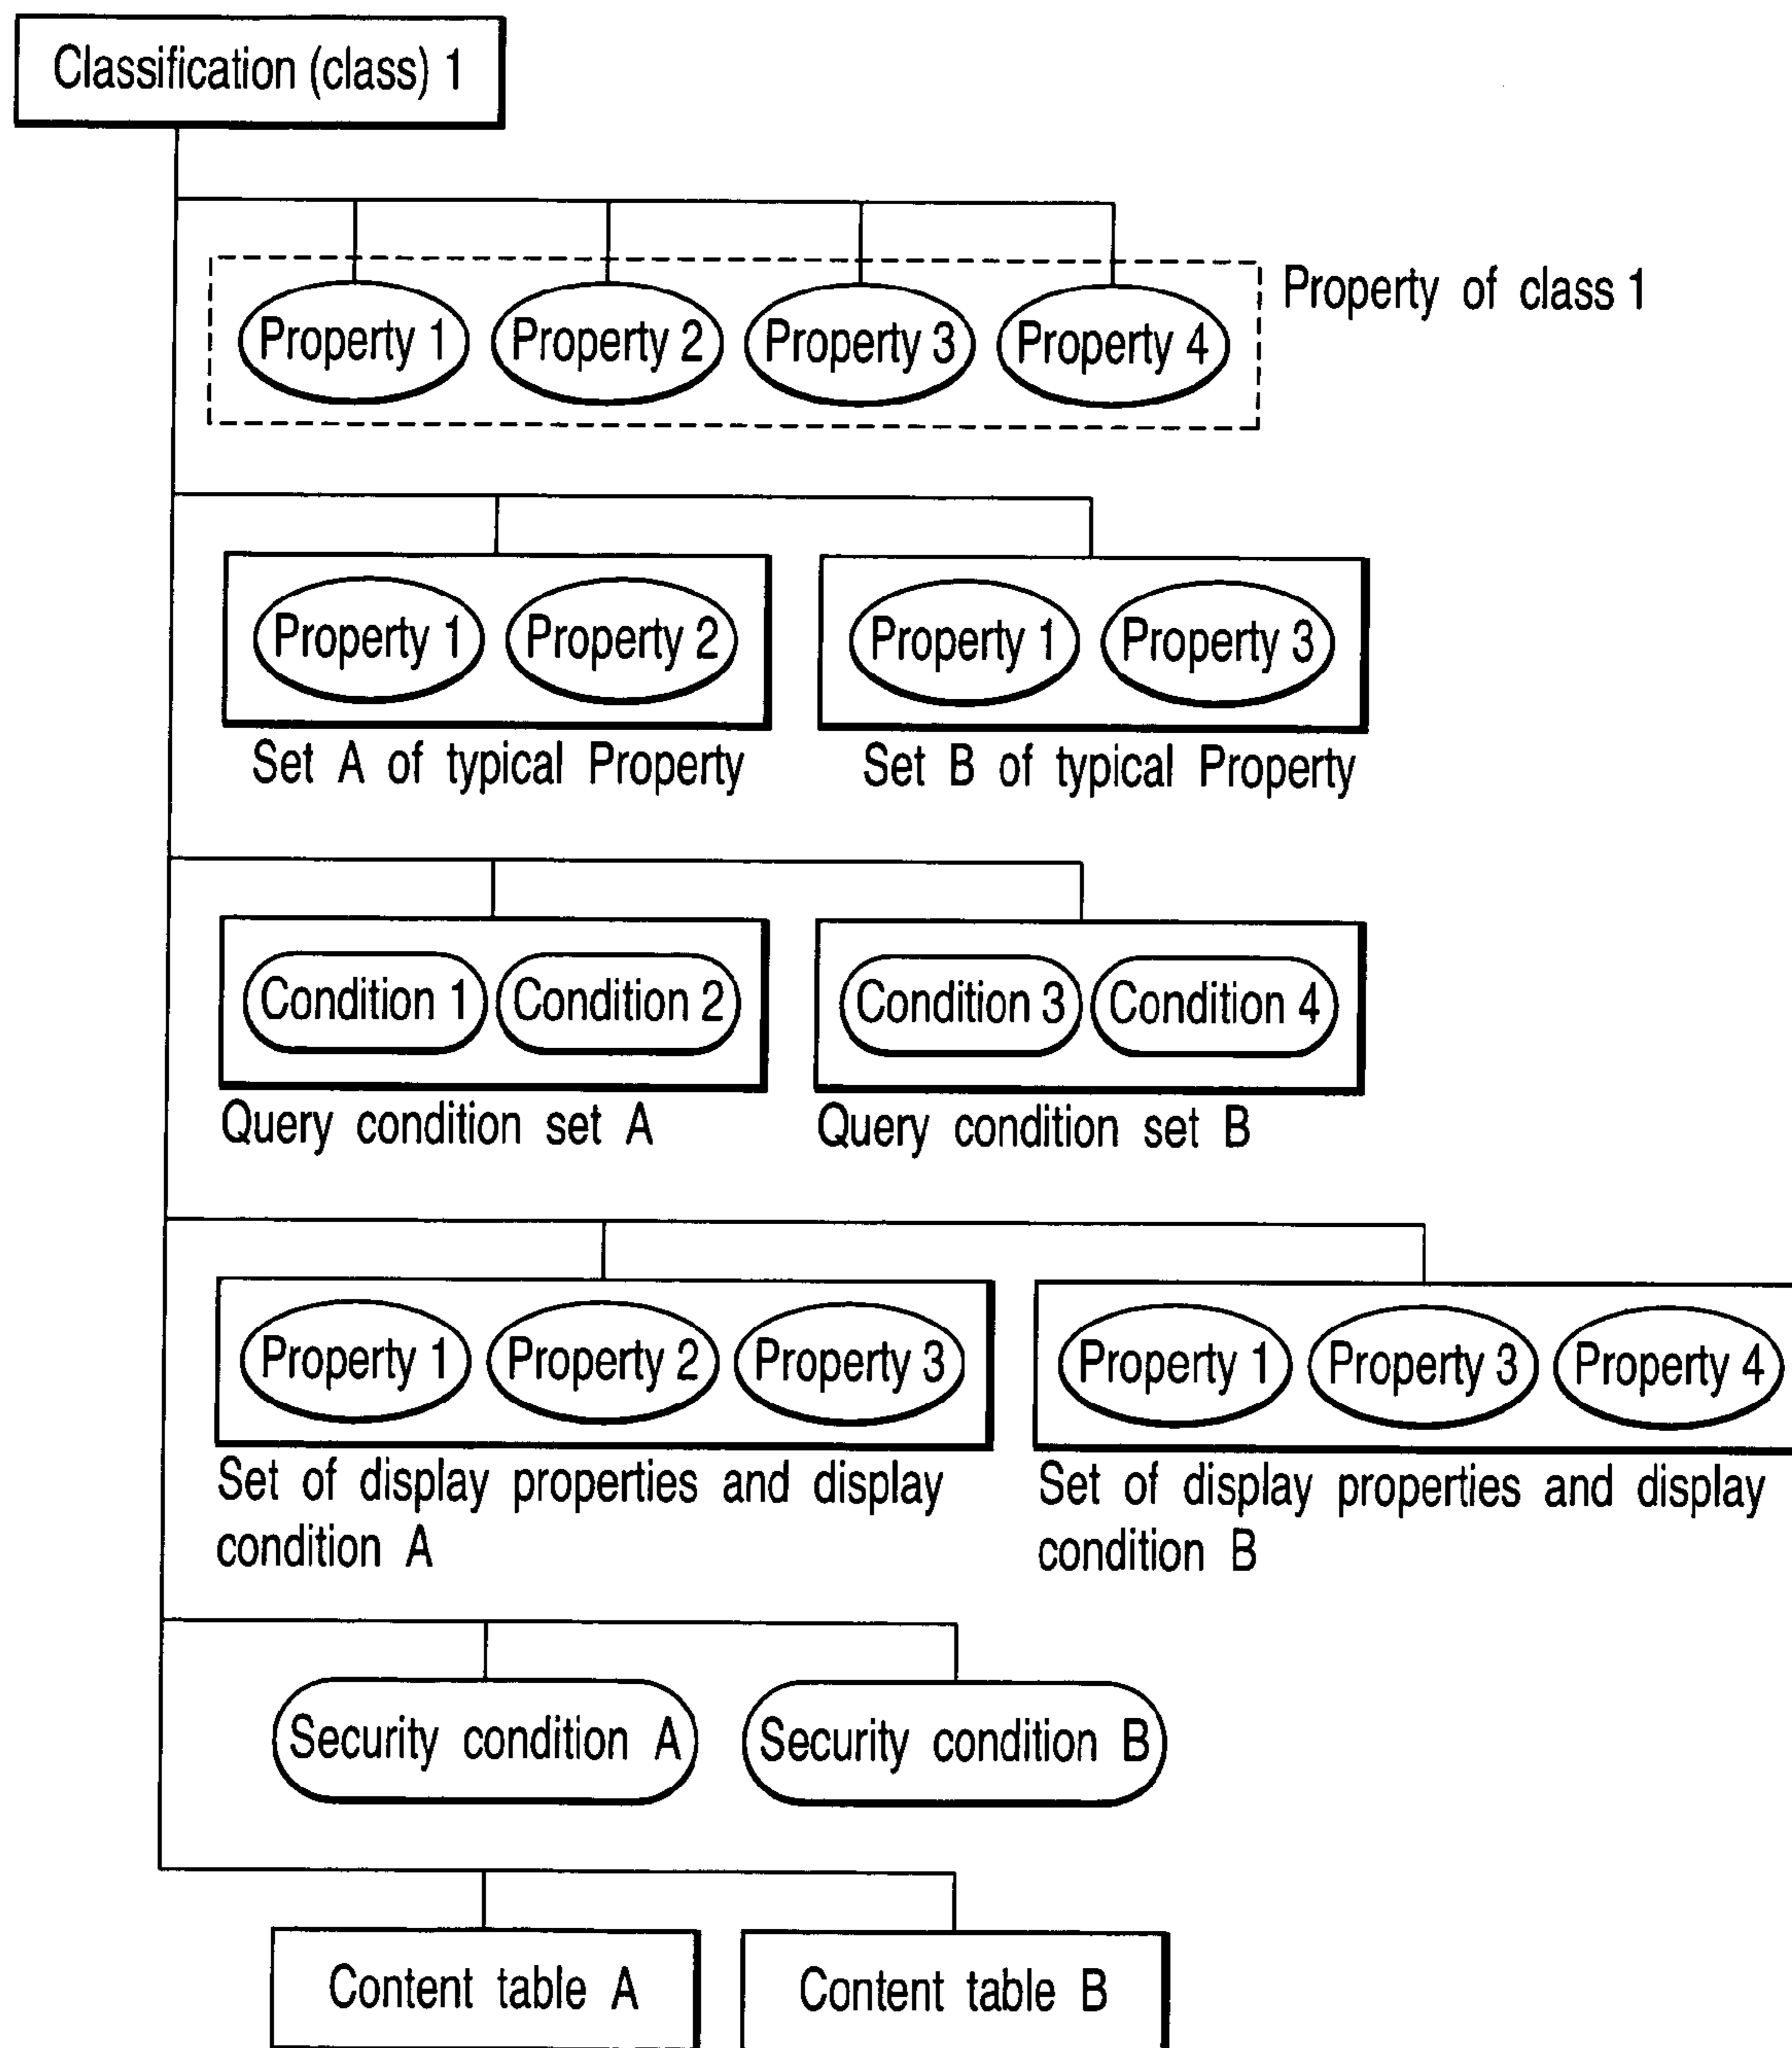 Classification (class) 1
Property of class 1
Property 1 Property 2 Property 3 Property 4
Property 1 Property 2 Property 1 Property 3
Set A of typical Property Set B of typical Property
Condition 1 Condition 2 Condition 3 Condition 4
Query condition set A Query condition set B
Property 1 Property 2 Property 3 Property 1 Property 3 Property 4
Set of display properties and display
condition A
Set of display properties and display
condition B
Security condition A Security condition B
Content table A Content table B